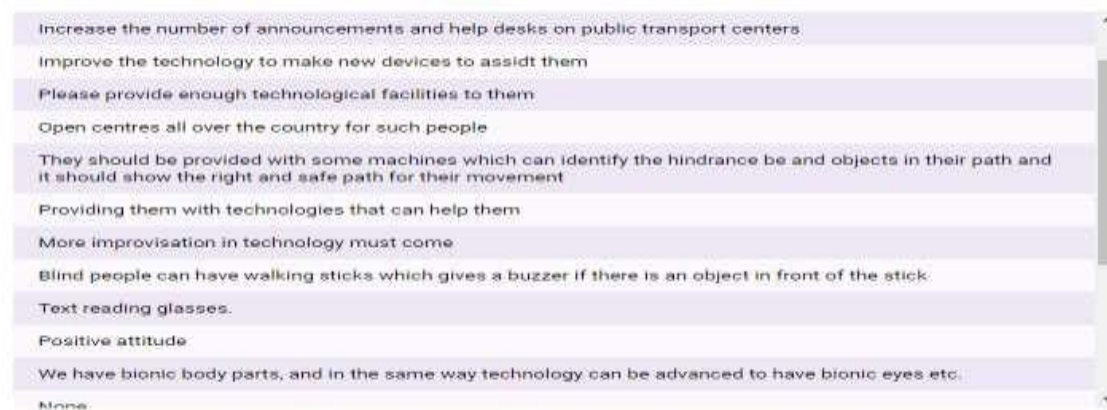 Increase the number of announcements and help desks on public transport centers
Improve the technology to make new devices to assidt them
Please provide enough technological facilities to them
Open centres all over the country for such people
They should be provided with some machines which can identify the hindrance be and objects in their path and
it should show the right and safe path for their movement
Providing them with technologies that can help them
More improvisation in technology must come
Blind people can have walking sticks which gives a buzzer if there is an object in front of the stick
Text reading glasses.
Positive attitude
We have bionic body parts, and in the same way technology can be advanced to have bionic eyes etc.
None